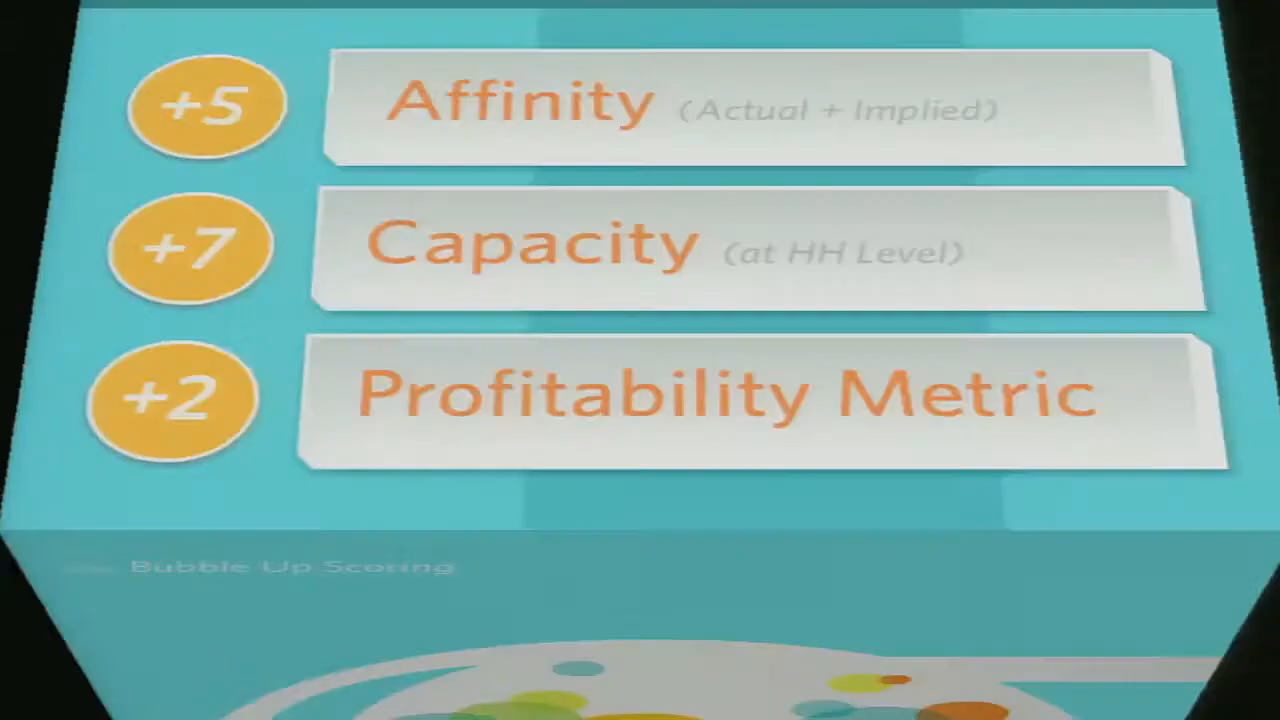 +5 Affinity (Actual + Implied)
+7 Capacity (at HH Level)
+2 Profitability Metric
Bubble Up Scoring